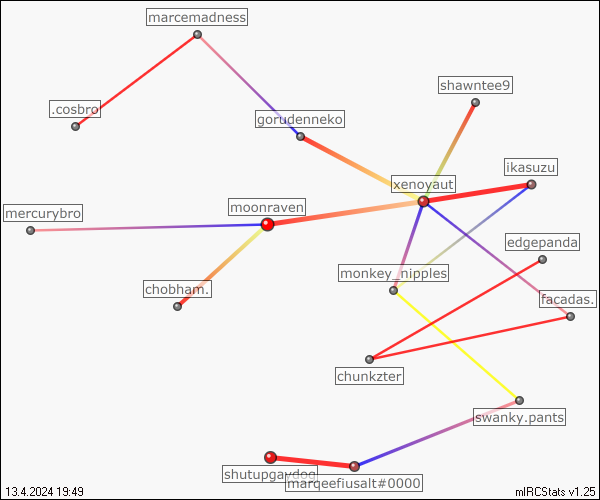 marcemadness
shawntee9
.cosbro
gorudenneko
ikasuzu
xenoyaut
moonraven
mercurybro
edgepanda
monkey_nipples
chobham.
facadas.
chunkzter
swanky.pants
shutupgaydog
marqeefiusalt#0000
13.4.2024 19:49
mIRCStats v1.25